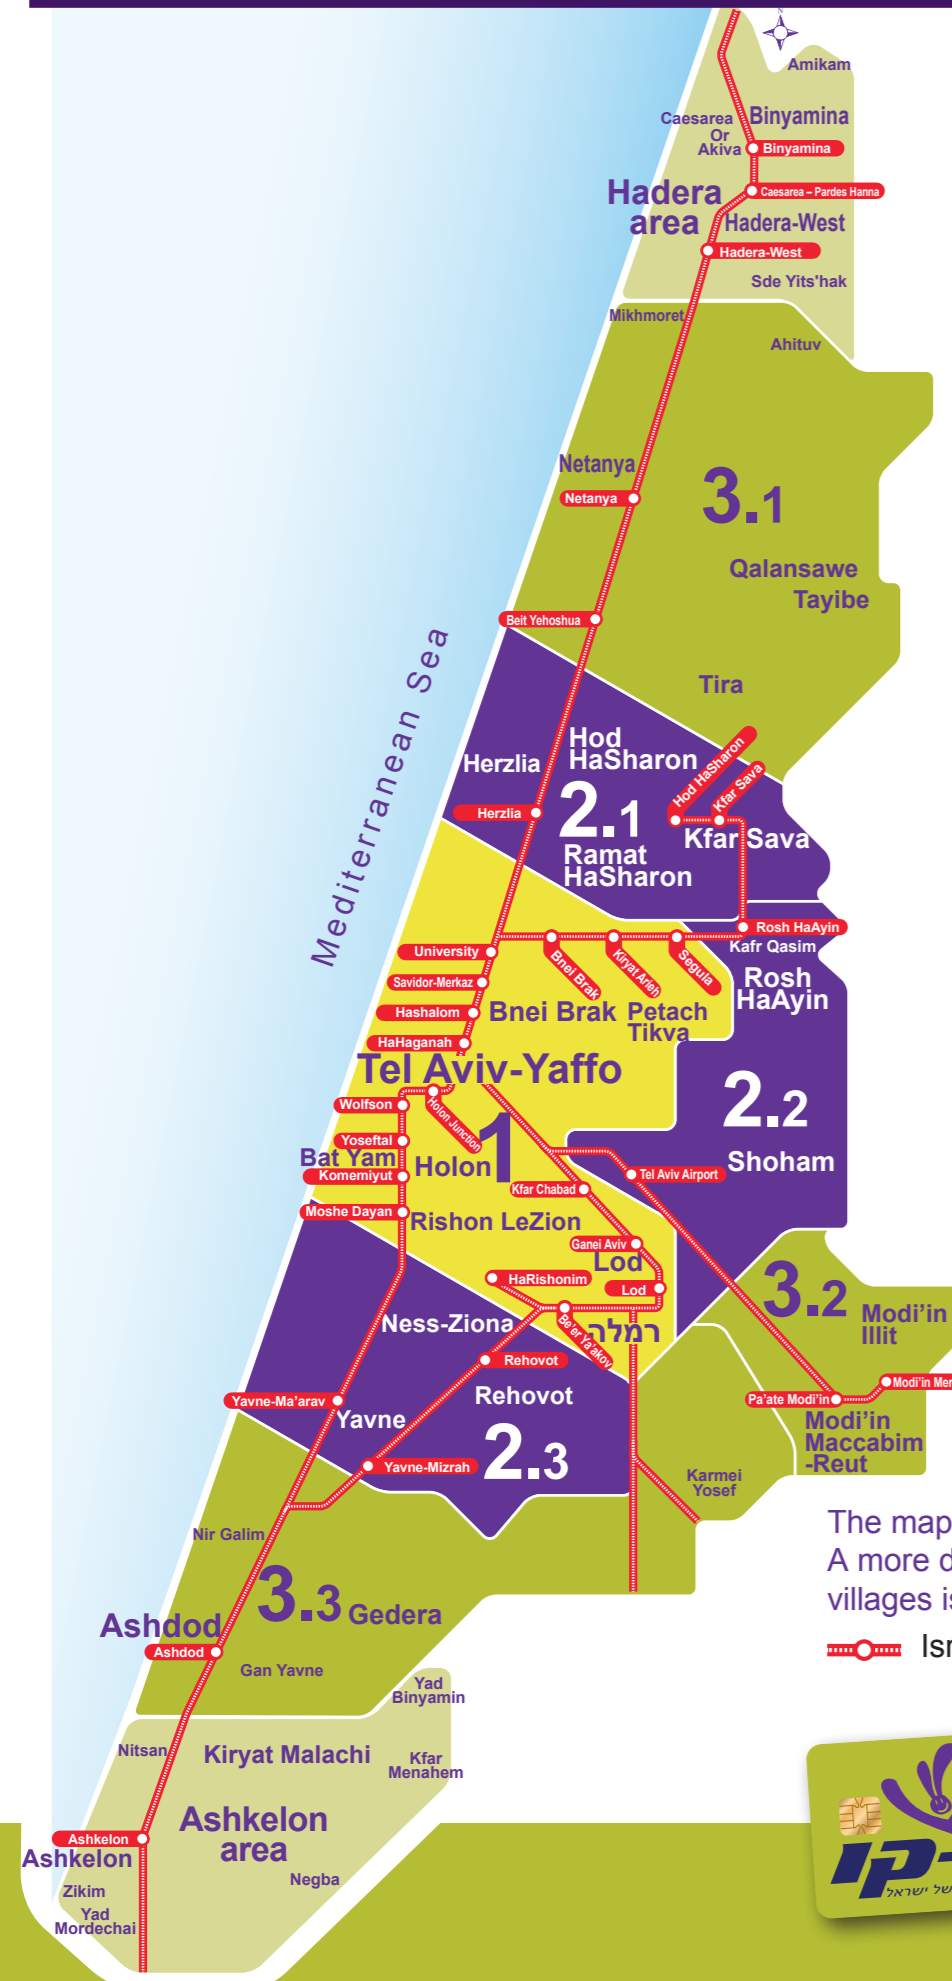 N
Amikam
Caesarea
Or
Akiva
Binyamina
Binyamina
Caesarea – Pardes Hanna
Hadera
area
Hadera-West
Hadera-West
Sde Yits'hak
Mikhmoret
Ahituv
Netanya
Netanya
3.1
Qalansawe
Tayibe
Beit Yehoshua
Tira
Mediterranean Sea
Hod
HaSharon
Herzlia
Hod HaSharon
Kfar Sava
Herzlia
2.1
Kfar Sava
Ramat
HaSharon
Rosh HaAyin
Kafr Qasim
University
Bnei Brak
Kiryat Arieh
Segula
Rosh
HaAyin
Savidor-Merkaz
Hashalom
Bnei Brak
Petach
Tikva
HaHaganah
Tel Aviv-Yaffo
Wolfson
Holon Junction
2.2
Yoseftal
1
Bat Yam
Holon
Shoham
Komemiyut
Tel Aviv Airport
Kfar Chabad
Moshe Dayan
Rishon LeZion
Ganei Aviv
Lod
HaRishonim
Lod
3.2
Modi'in
Illit
Ness-Ziona
Be'er Ya'akov
רמלה
Rehovot
Modi'in Mer
Yavne-Ma'arav
Rehovot
Pa'ate Modi'in
Yavne
Modi'in
Maccabim
-Reut
2.3
Yavne-Mizrah
Karmei
Yosef
Nir Galim
The map
A more d
villages is
3.3
Gedera
Ashdod
Ashdod
Isr
Gan Yavne
Yad
Binyamin
Nitsan
Kiryat Malachi
Kfar
Menahem
Ashkelon
area
Ashkelon
Ashkelon
Negba
Zikim
Yad
Mordechai
-קו
של ישראל